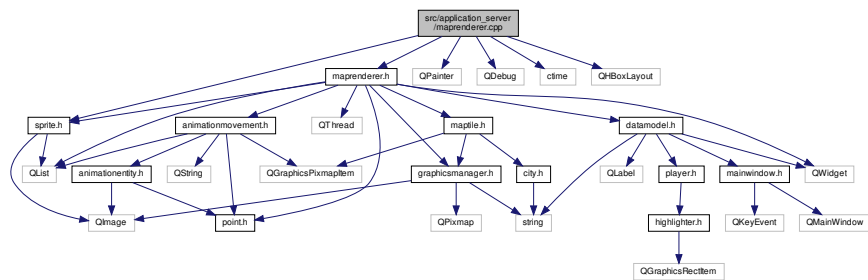 src/application_server
/maprenderer.cpp
maprenderer.h
QPainter
QDebug
ctime
QHBoxLayout
sprite.h
animationmovement.h
QThread
maptile.h
datamodel.h
QList
animationentity.h
QString
QGraphicsPixmapItem
graphicsmanager.h
city.h
QLabel
player.h
mainwindow.h
QWidget
QImage
point.h
QPixmap
string
highlighter.h
QKeyEvent
QMainWindow
QGraphicsRectItem